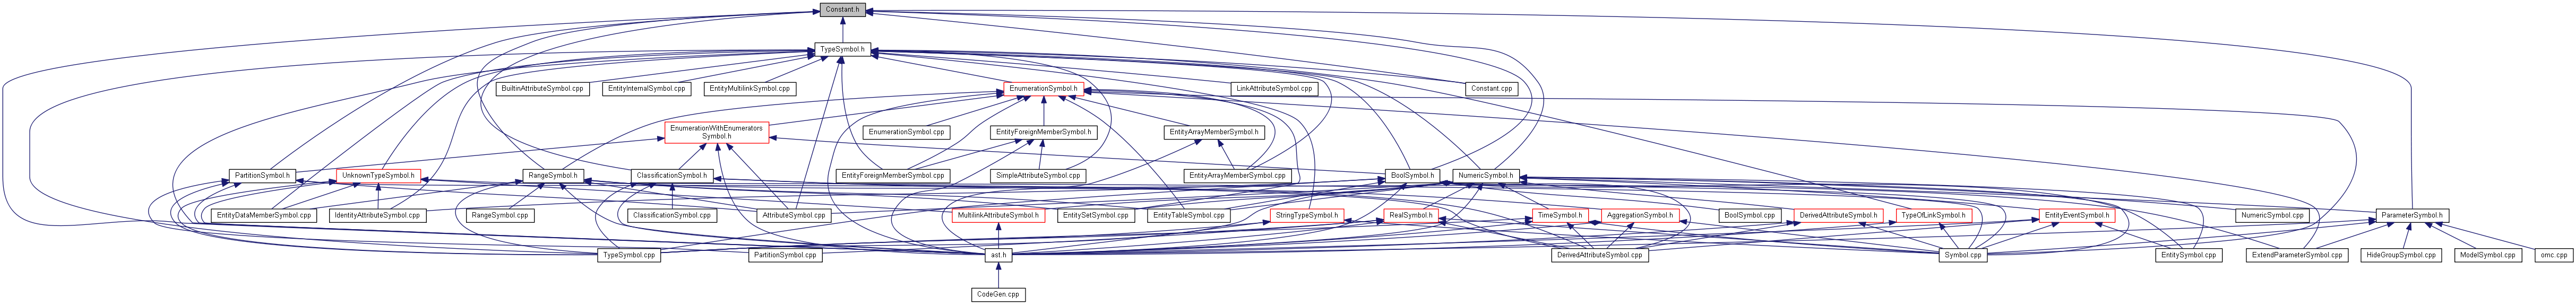 Constant.h
TypeSymbol.h
BuiltinAttributeSymbol.cpp
EntityInternalSymbol.cpp
EntityMultilinkSymbol.cpp
EnumerationSymbol.h
LinkAttributeSymbol.cpp
Constant.cpp
EnumerationWithEnumerators
Symbol.h
EnumerationSymbol.cpp
EntityForeignMemberSymbol.h
EntityArrayMemberSymbol.h
PartitionSymbol.h
UnknownTypeSymbol.h
RangeSymbol.h
ClassificationSymbol.h
EntityForeignMemberSymbol.cpp
SimpleAttributeSymbol.cpp
EntityArrayMemberSymbol.cpp
BoolSymbol.h
NumericSymbol.h
EntityDataMemberSymbol.cpp
IdentityAttributeSymbol.cpp
RangeSymbol.cpp
ClassificationSymbol.cpp
AttributeSymbol.cpp
MultilinkAttributeSymbol.h
EntitySetSymbol.cpp
EntityTableSymbol.cpp
StringTypeSymbol.h
RealSymbol.h
TimeSymbol.h
AggregationSymbol.h
BoolSymbol.cpp
DerivedAttributeSymbol.h
TypeOfLinkSymbol.h
EntityEventSymbol.h
NumericSymbol.cpp
ParameterSymbol.h
TypeSymbol.cpp
PartitionSymbol.cpp
ast.h
DerivedAttributeSymbol.cpp
Symbol.cpp
EntitySymbol.cpp
ExtendParameterSymbol.cpp
HideGroupSymbol.cpp
ModelSymbol.cpp
omc.cpp
CodeGen.cpp